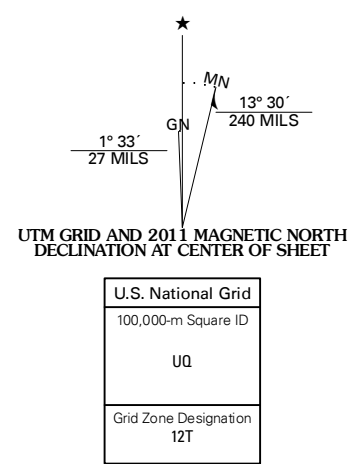 ★
MN
13° 30´
240 MILS
GN
1° 33´
27 MILS
UTM GRID AND 2011 MAGNETIC NORTH
DECLINATION AT CENTER OF SHEET
U.S. National Grid
100,000-m Square ID
UQ
Grid Zone Designation
12T